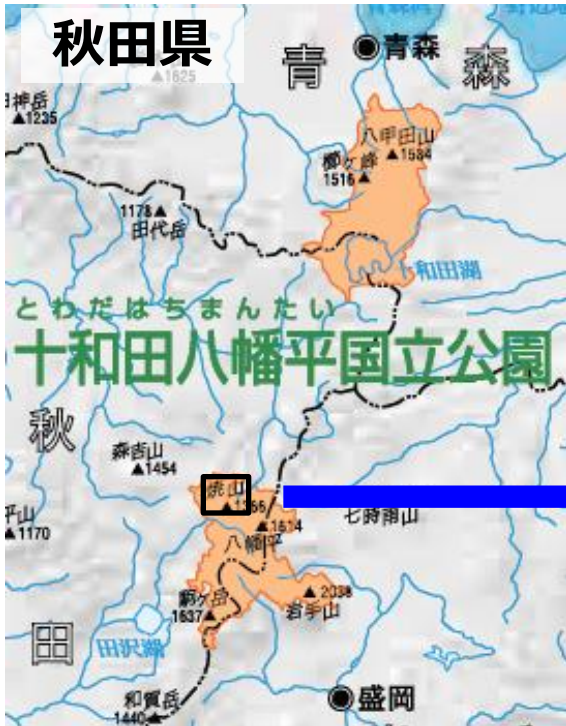 秋田県
▲1625
青森
◉青森
▲1235
八甲田山
▲1584
櫛ヶ峰
1516▲
1178▲
田代岳
十和田湖
とわだはちまんたい
十和田八幡平国立公園
秋田
森吉山
▲1454
焼山
▲1366
▲1614
八幡平
七時雨山
▲1170
▲2038
岩手山
駒ヶ岳
1637▲
田沢湖
和賀岳
1440▲
◉盛岡